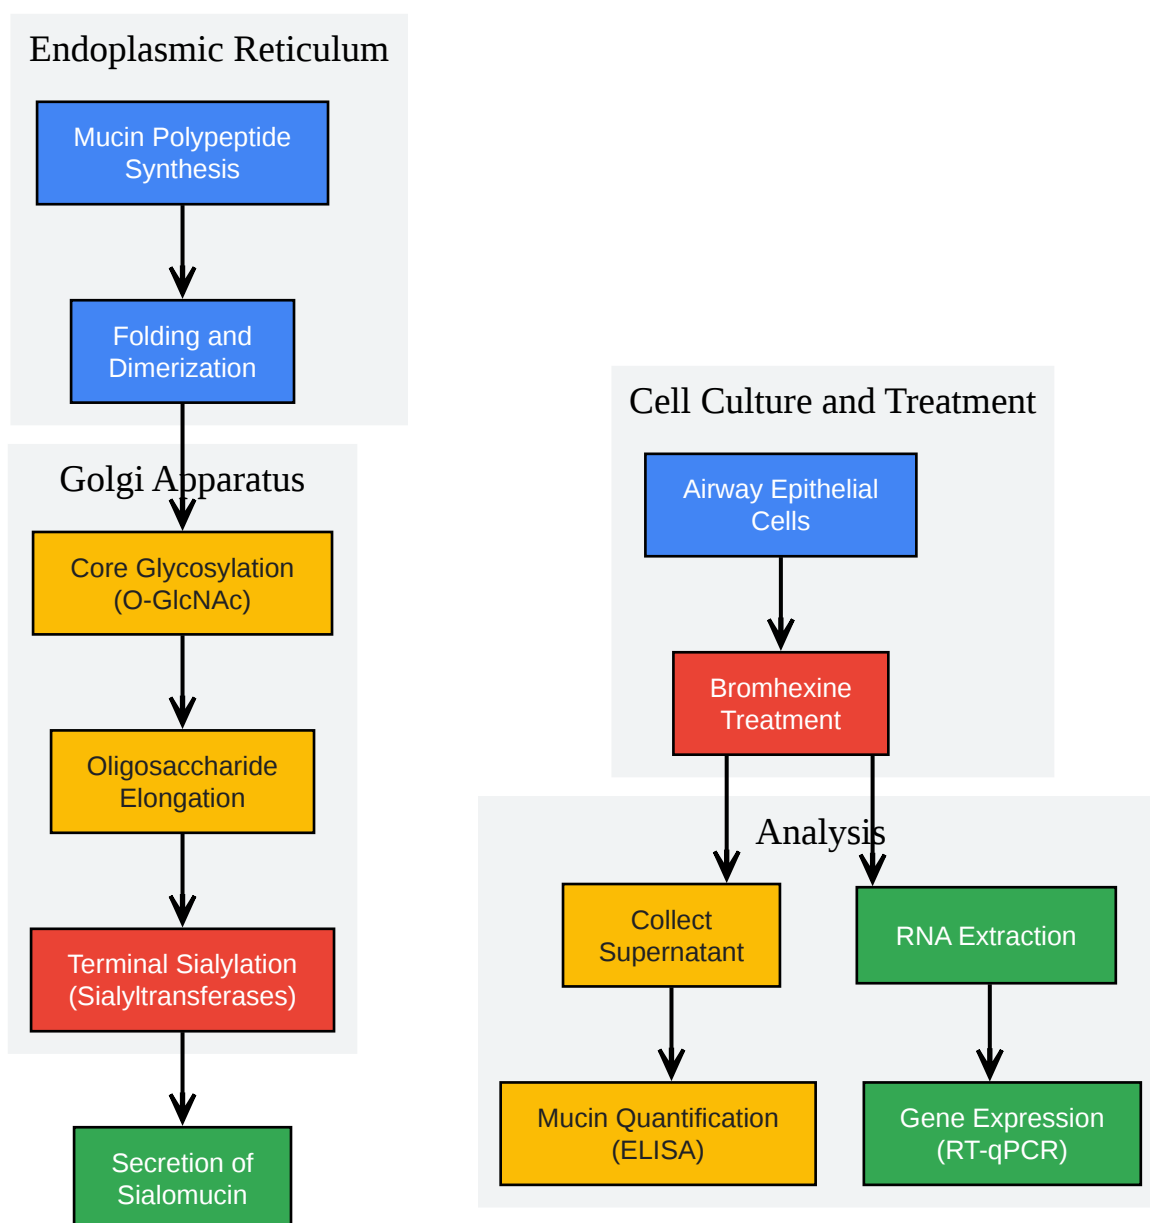 Endoplasmic Reticulum
Mucin Polypeptide
Synthesis
Folding and
Dimerization
Golgi Apparatus
Core Glycosylation
(O-GlcNAc)
Oligosaccharide
Elongation
Terminal Sialylation
(Sialyltransferases)
Secretion of
Sialomucin
Cell Culture and Treatment
Airway Epithelial
Cells
Bromhexine
Treatment
Analysis
Collect
Supernatant
RNA Extraction
Mucin Quantification
(ELISA)
Gene Expression
(RT-qPCR)